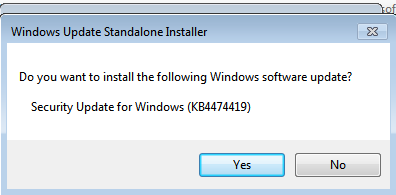 sof
Windows Update Standalone Installer
Do you want to install the following Windows software update?
Security Update for Windows (KB4474419)
Yes
No